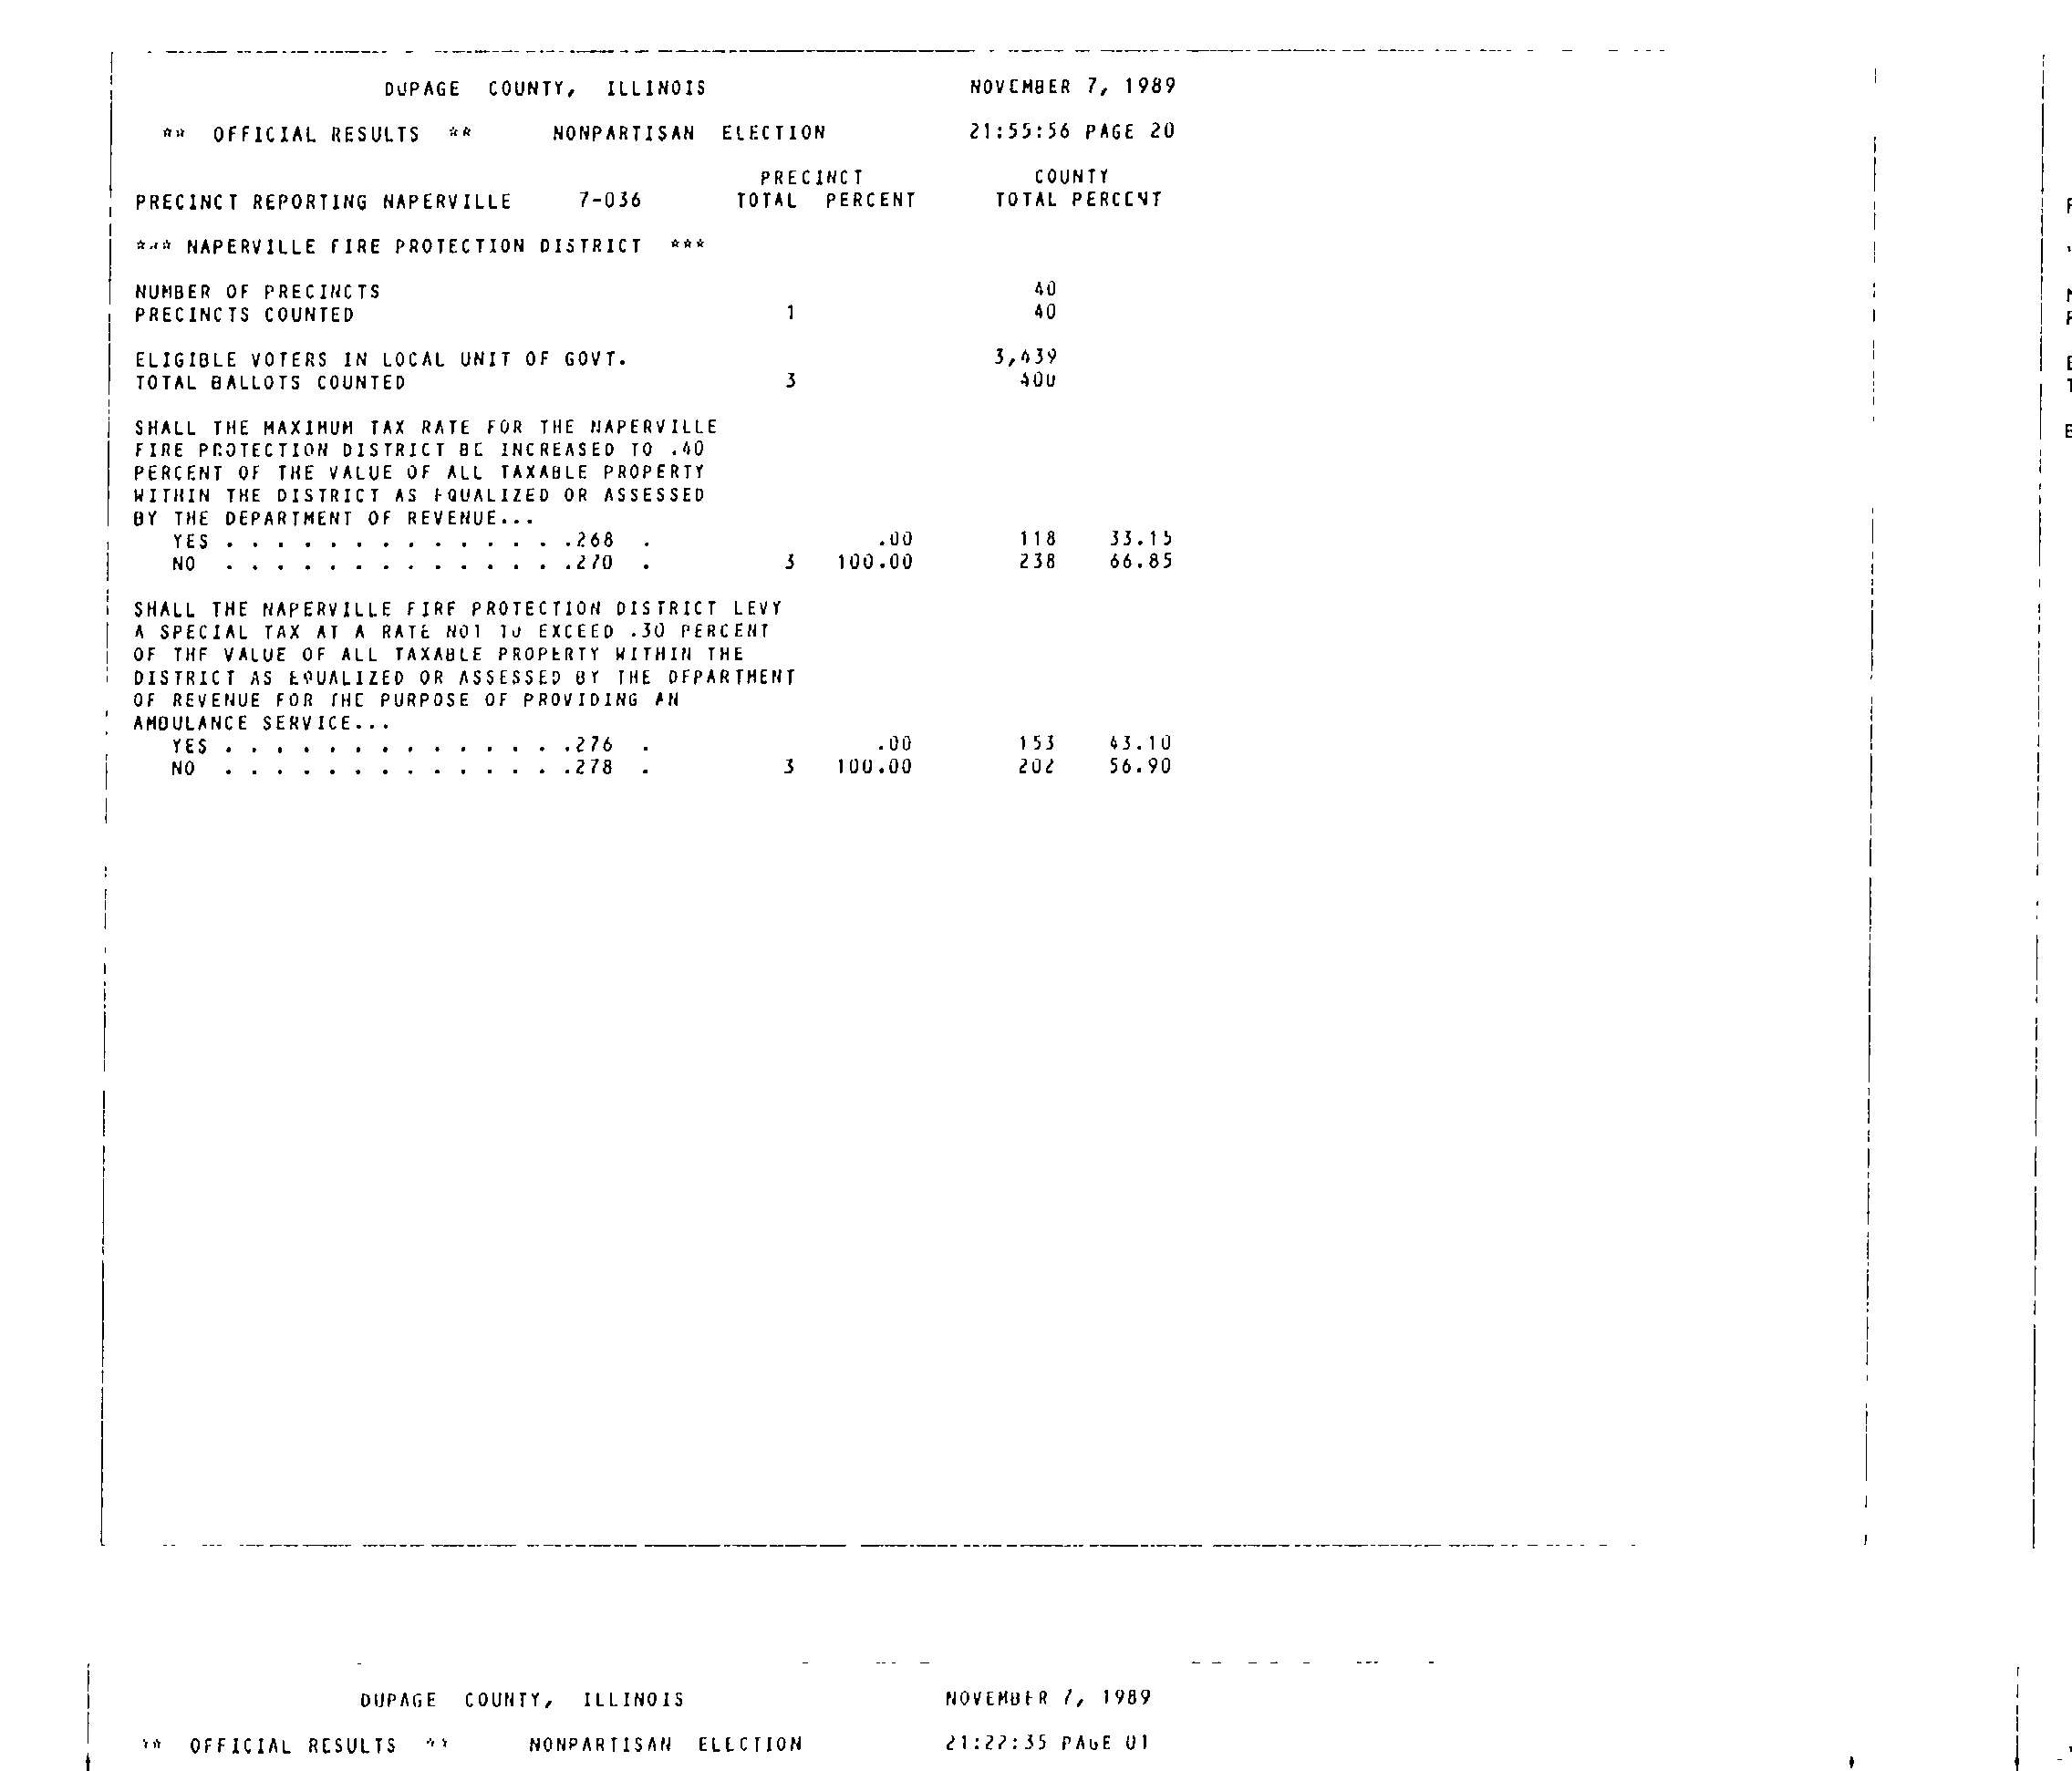 DUPAGE COUNTY, ILLINOIS NOVEMBER 7, 1989
** OFFICIAL RESULTS ** NONPARTISAN ELECTION 21:55:56 PAGE 20
PRECINCT COUNTY
PRECINCT REPORTING NAPERVILLE 7-036 TOTAL PERCENT TOTAL PERCENT
*** NAPERVILLE FIRE PROTECTION DISTRICT ***
NUMBER OF PRECINCTS 40
PRECINCTS COUNTED 1 40
ELIGIBLE VOTERS IN LOCAL UNIT OF GOVT. 3,439
TOTAL BALLOTS COUNTED 3 400
SHALL THE MAXIMUM TAX RATE FOR THE NAPERVILLE
FIRE PROTECTION DISTRICT BE INCREASED TO .40
PERCENT OF THE VALUE OF ALL TAXABLE PROPERTY
WITHIN THE DISTRICT AS EQUALIZED OR ASSESSED
BY THE DEPARTMENT OF REVENUE...
YES . . . . . . . . . . . . . .268 . .00 118 33.15
NO . . . . . . . . . . . . . .270 . 3 100.00 238 66.85
SHALL THE NAPERVILLE FIRE PROTECTION DISTRICT LEVY
A SPECIAL TAX AT A RATE NOT TO EXCEED .30 PERCENT
OF THE VALUE OF ALL TAXABLE PROPERTY WITHIN THE
DISTRICT AS EQUALIZED OR ASSESSED BY THE DEPARTMENT
OF REVENUE FOR THE PURPOSE OF PROVIDING AN
AMBULANCE SERVICE...
YES . . . . . . . . . . . . . .276 . .00 153 43.10
NO . . . . . . . . . . . . . .278 . 3 100.00 202 56.90
DUPAGE COUNTY, ILLINOIS NOVEMBER 7, 1989
** OFFICIAL RESULTS ** NONPARTISAN ELECTION 21:22:35 PAGE 01